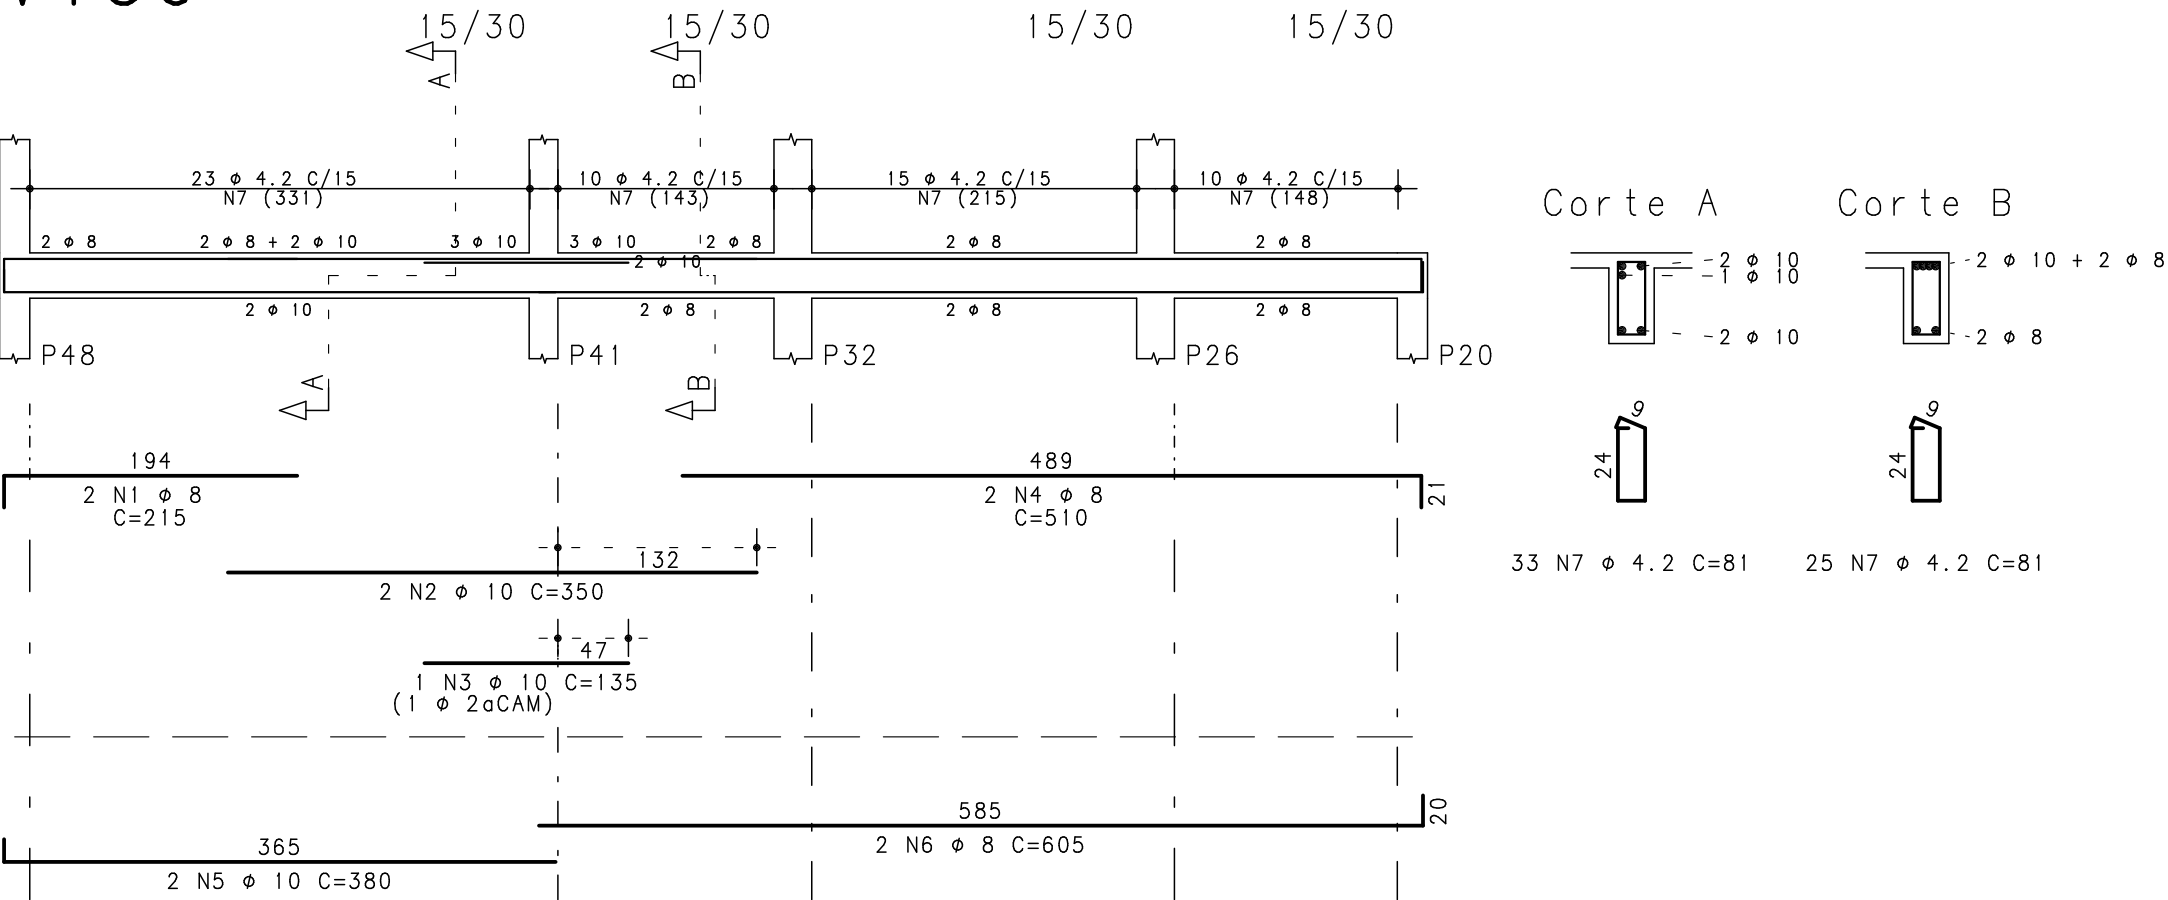 15/30 15/30 15/30 15/30
A B
23 ø 4.2 C/15 10 ø 4.2 C/15 15 ø 4.2 C/15 10 ø 4.2 C/15
N7 (331) N7 (143) N7 (215) N7 (148)
Corte A Corte B
2 ø 8 2 ø 8 + 2 ø 10 3 ø 10 3 ø 10 2 ø 8 2 ø 8 2 ø 8
2 ø 10
2 ø 10 2 ø 10 + 2 ø 8
1 ø 10
2 ø 10 2 ø 8 2 ø 8 2 ø 8
2 ø 10 2 ø 8
P48 P41 P32 P26 P20
A B
9 9
24 24
194 489
2 N1 ø 8 2 N4 ø 8 21
C=215 C=510
132
33 N7 ø 4.2 C=81 25 N7 ø 4.2 C=81
2 N2 ø 10 C=350
47
1 N3 ø 10 C=135
(1 ø 2aCAM)
585 20
2 N6 ø 8 C=605
365
2 N5 ø 10 C=380